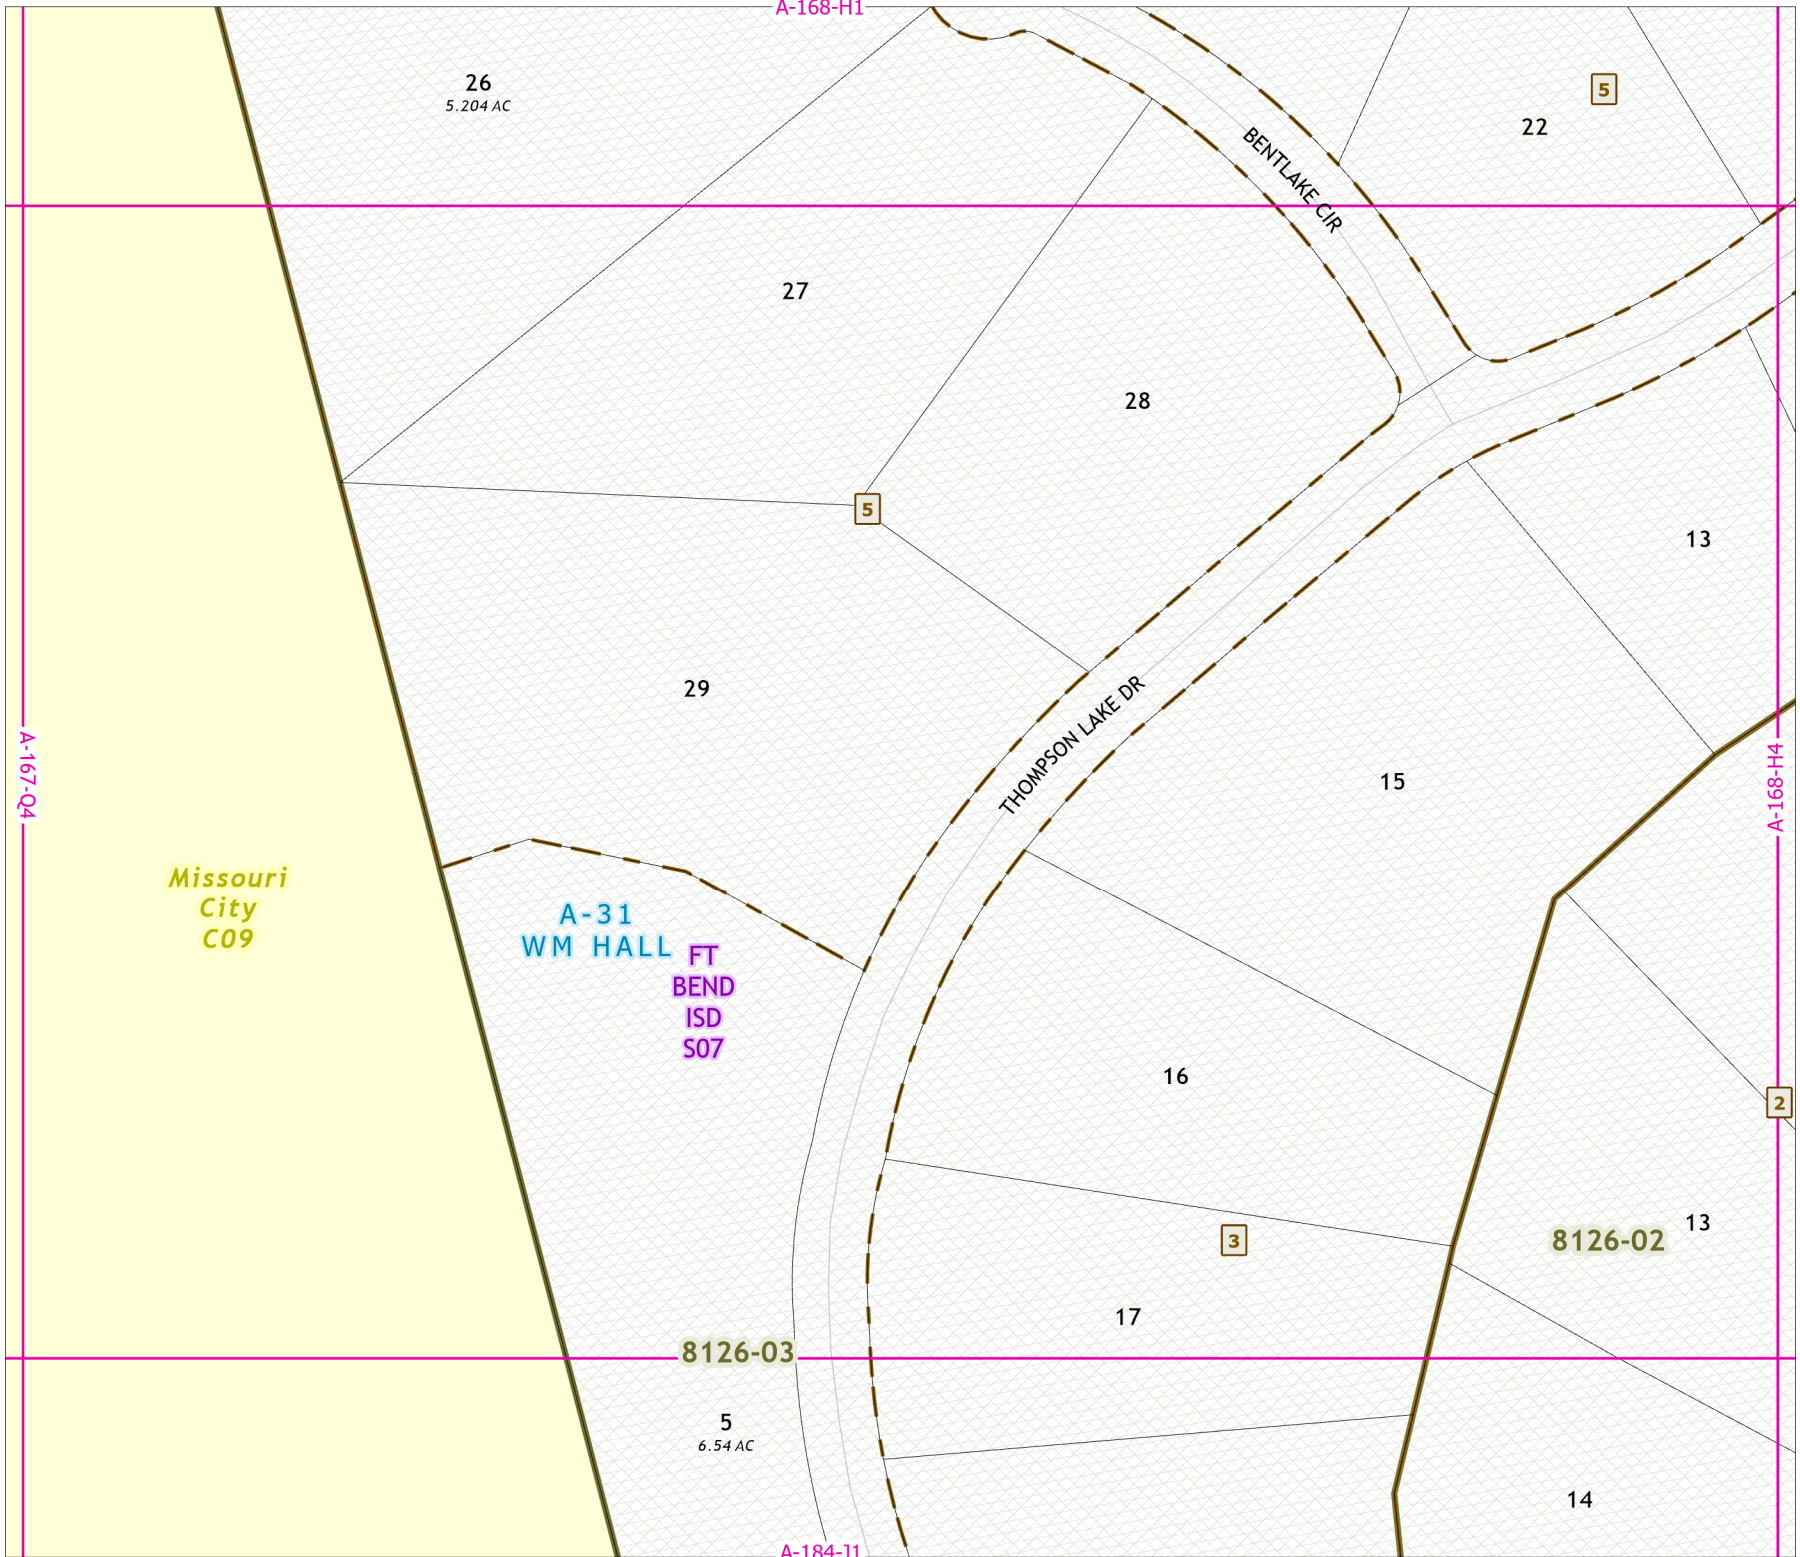 A-168-H1
26
5.204 AC
5
22
BENTLAKE CIR
27
28
5
13
29
THOMPSON LAKE DR
A-167-Q4
A-168-H4
15
Missouri
City
C09
A-31
WM HALL
FT
BEND
ISD
S07
16
2
3
13
8126-02
17
8126-03
5
6.54 AC
14
A-184-J1